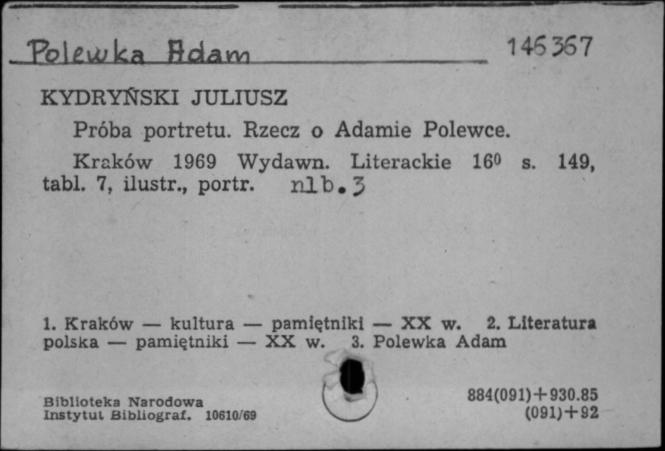 Polewka Adam 146367
KYDRYŃSKI JULIUSZ
Próba portretu. Rzecz o Adamie Polewce.
Kraków 1969 Wydawn. Literackie 16⁰ s. 149,
tabl. 7, ilustr., portr. nlb. 3
1. Kraków — kultura — pamiętniki — XX w. 2. Literatura
polska — pamiętniki — XX w. 3. Polewka Adam
Biblioteka Narodowa
Instytut Bibliograf. 10610/69
884(091)+930.85
(091)+92